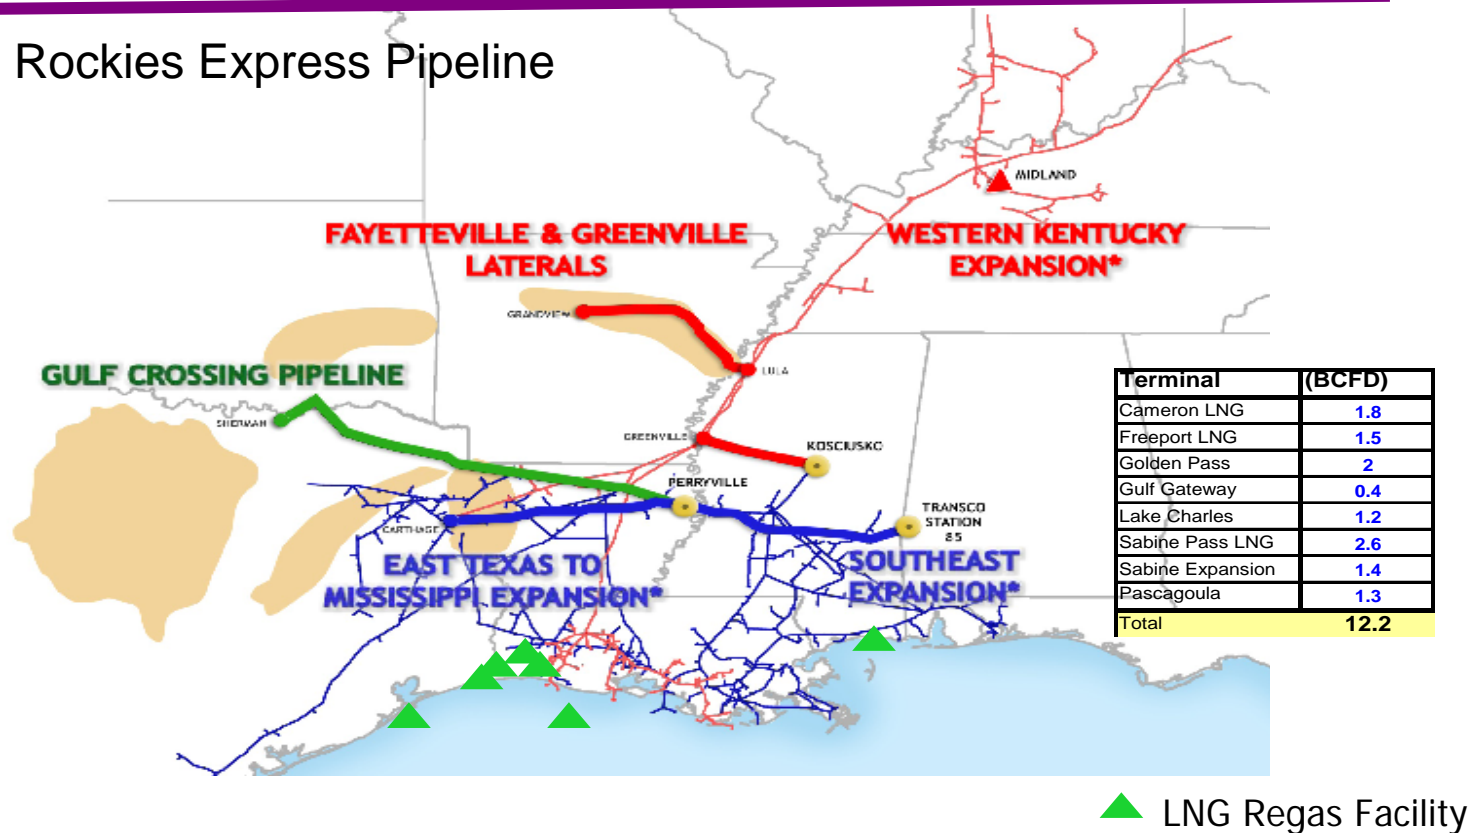 Rockies Express Pipeline
MIDLAND
FAYETTEVILLE & GREENVILLE
LATERALS
WESTERN KENTUCKY
EXPANSION*
GRANDVIEW
LULA
GULF CROSSING PIPELINE
SHERMAN
GREENVILLE
KOSCIUSKO
PERRYVILLE
CARTHAGE
TRANSCO
STATION
85
EAST TEXAS TO
MISSISSIPPI EXPANSION*
SOUTHEAST
EXPANSION*
Terminal (BCFD)
Cameron LNG 1.8
Freeport LNG 1.5
Golden Pass 2
Gulf Gateway 0.4
Lake Charles 1.2
Sabine Pass LNG 2.6
Sabine Expansion 1.4
Pascagoula 1.3
Total 12.2
LNG Regas Facility